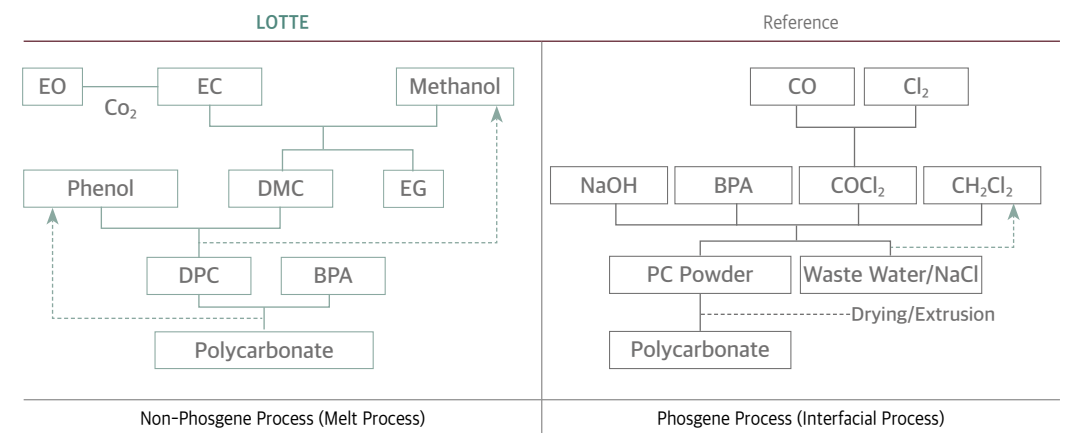 LOTTE
Reference
EO
EC
Methanol
Co₂
Phenol
DMC
EG
DPC
BPA
Polycarbonate
CO
Cl₂
NaOH
BPA
COCl₂
CH₂Cl₂
PC Powder
Waste Water/NaCl
Drying/Extrusion
Polycarbonate
Non-Phosgene Process (Melt Process)
Phosgene Process (Interfacial Process)